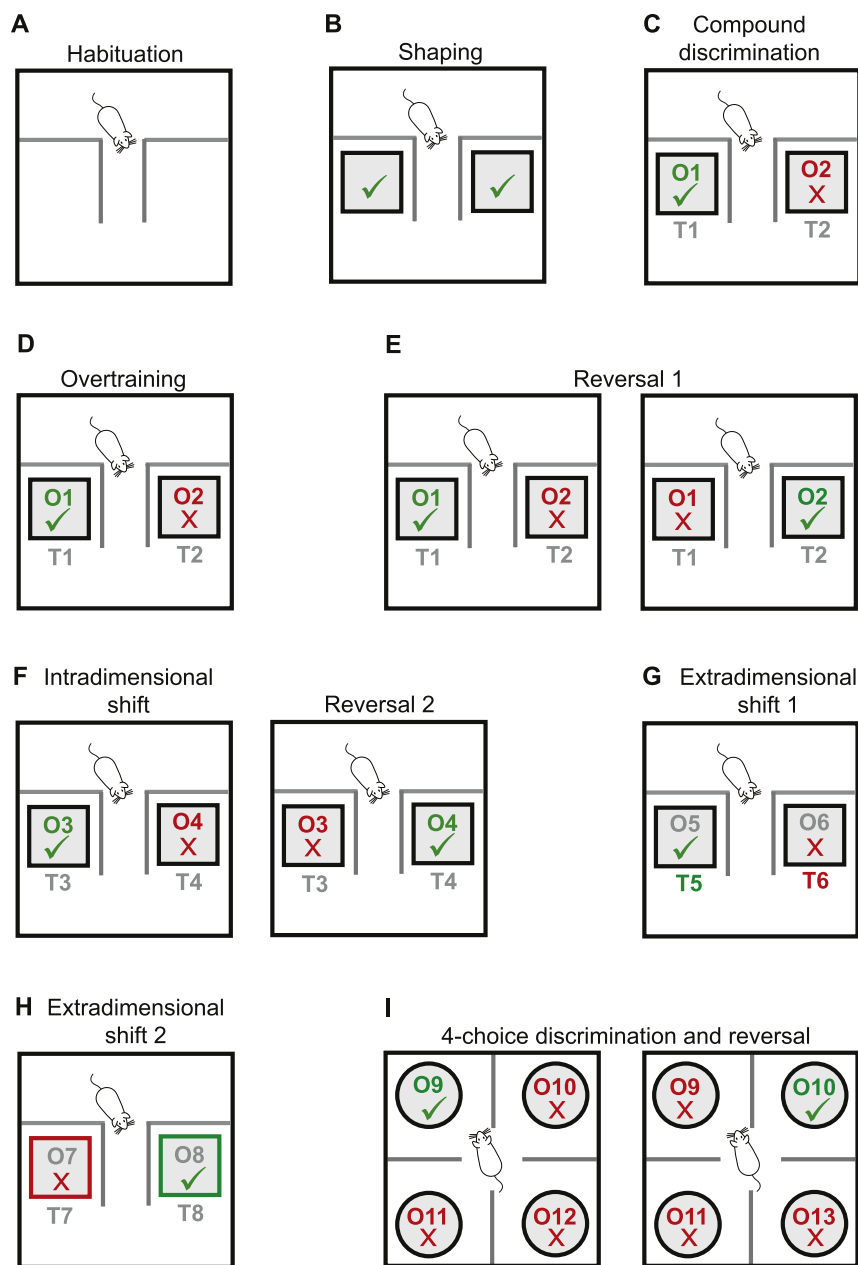 A
Habituation
B
Shaping
✓ ✓
C Compound
discrimination
O1 O2
✓ X
T1 T2
D
Overtraining
O1 O2
✓ X
T1 T2
E
Reversal 1
O1 O2 O1 O2
✓ X X ✓
T1 T2 T1 T2
F Intradimensional
shift
O3 O4
✓ X
T3 T4
Reversal 2
O3 O4
X ✓
T3 T4
G Extradimensional
shift 1
O5 O6
✓ X
T5 T6
H Extradimensional
shift 2
O7 O8
X ✓
T7 T8
I
4-choice discrimination and reversal
O9 O10 O9 O10
✓ X X ✓
O11 O12 O11 O13
X X X X